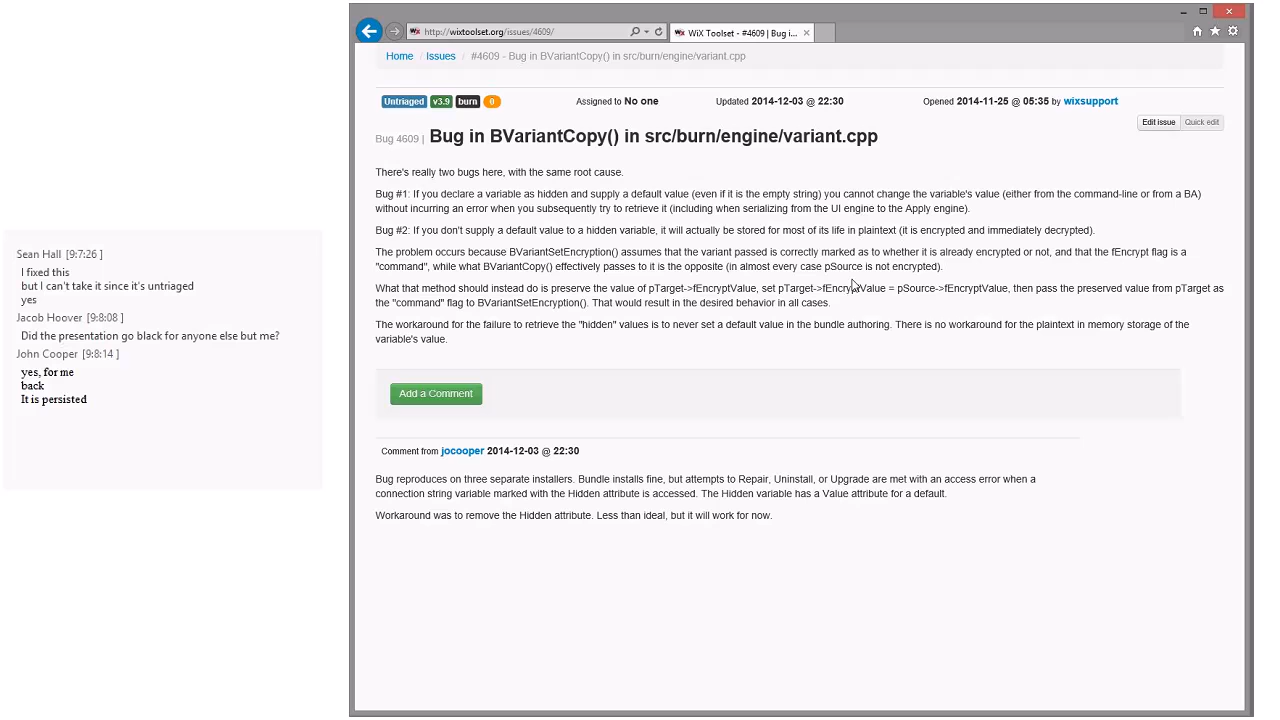 Sean Hall [9:7:26 ]
I fixed this
but I can't take it since it's untriaged
yes
Jacob Hoover [9:8:08 ]
Did the presentation go black for anyone else but me?
John Cooper [9:8:14 ]
yes, for me
back
It is persisted
http://wixtoolset.org/issues/4609/
WiX Toolset - #4609 | Bug i...
Home / Issues / #4609 - Bug in BVariantCopy() in src/burn/engine/variant.cpp
Untriaged v3.9 burn 0 Assigned to No one Updated 2014-12-03 @ 22:30 Opened 2014-11-25 @ 05:35 by wixsupport
Edit issue Quick edit
Bug 4609 | Bug in BVariantCopy() in src/burn/engine/variant.cpp
There's really two bugs here, with the same root cause.
Bug #1: If you declare a variable as hidden and supply a default value (even if it is the empty string) you cannot change the variable's value (either from the command-line or from a BA)
without incurring an error when you subsequently try to retrieve it (including when serializing from the UI engine to the Apply engine).
Bug #2: If you don't supply a default value to a hidden variable, it will actually be stored for most of its life in plaintext (it is encrypted and immediately decrypted).
The problem occurs because BVariantSetEncryption() assumes that the variant passed is correctly marked as to whether it is already encrypted or not, and that the fEncrypt flag is a
"command", while what BVariantCopy() effectively passes to it is the opposite (in almost every case pSource is not encrypted).
What that method should instead do is preserve the value of pTarget->fEncryptValue, set pTarget->fEncryptValue = pSource->fEncryptValue, then pass the preserved value from pTarget as
the "command" flag to BVariantSetEncryption(). That would result in the desired behavior in all cases.
The workaround for the failure to retrieve the "hidden" values is to never set a default value in the bundle authoring. There is no workaround for the plaintext in memory storage of the
variable's value.
Add a Comment
Comment from jocooper 2014-12-03 @ 22:30
Bug reproduces on three separate installers. Bundle installs fine, but attempts to Repair, Uninstall, or Upgrade are met with an access error when a
connection string variable marked with the Hidden attribute is accessed. The Hidden variable has a Value attribute for a default.
Workaround was to remove the Hidden attribute. Less than ideal, but it will work for now.